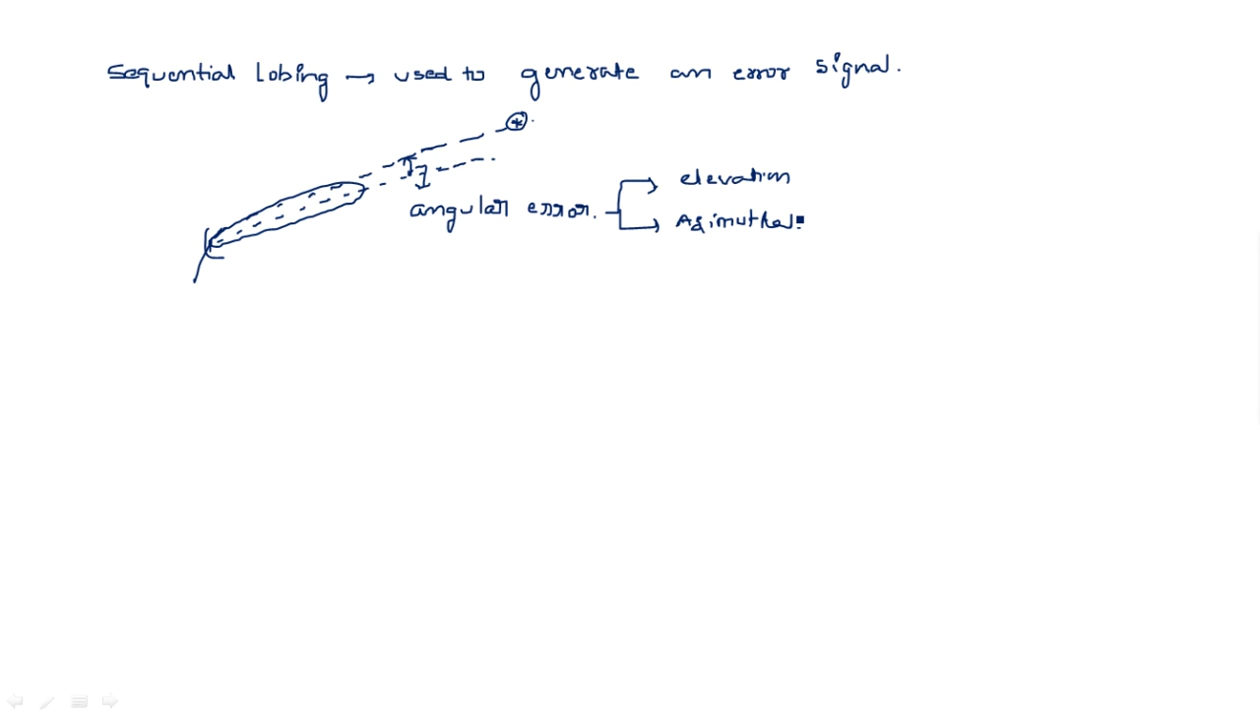 Sequential Lobing → used to generate an error signal.
elevation
angular error.
Azimuthal